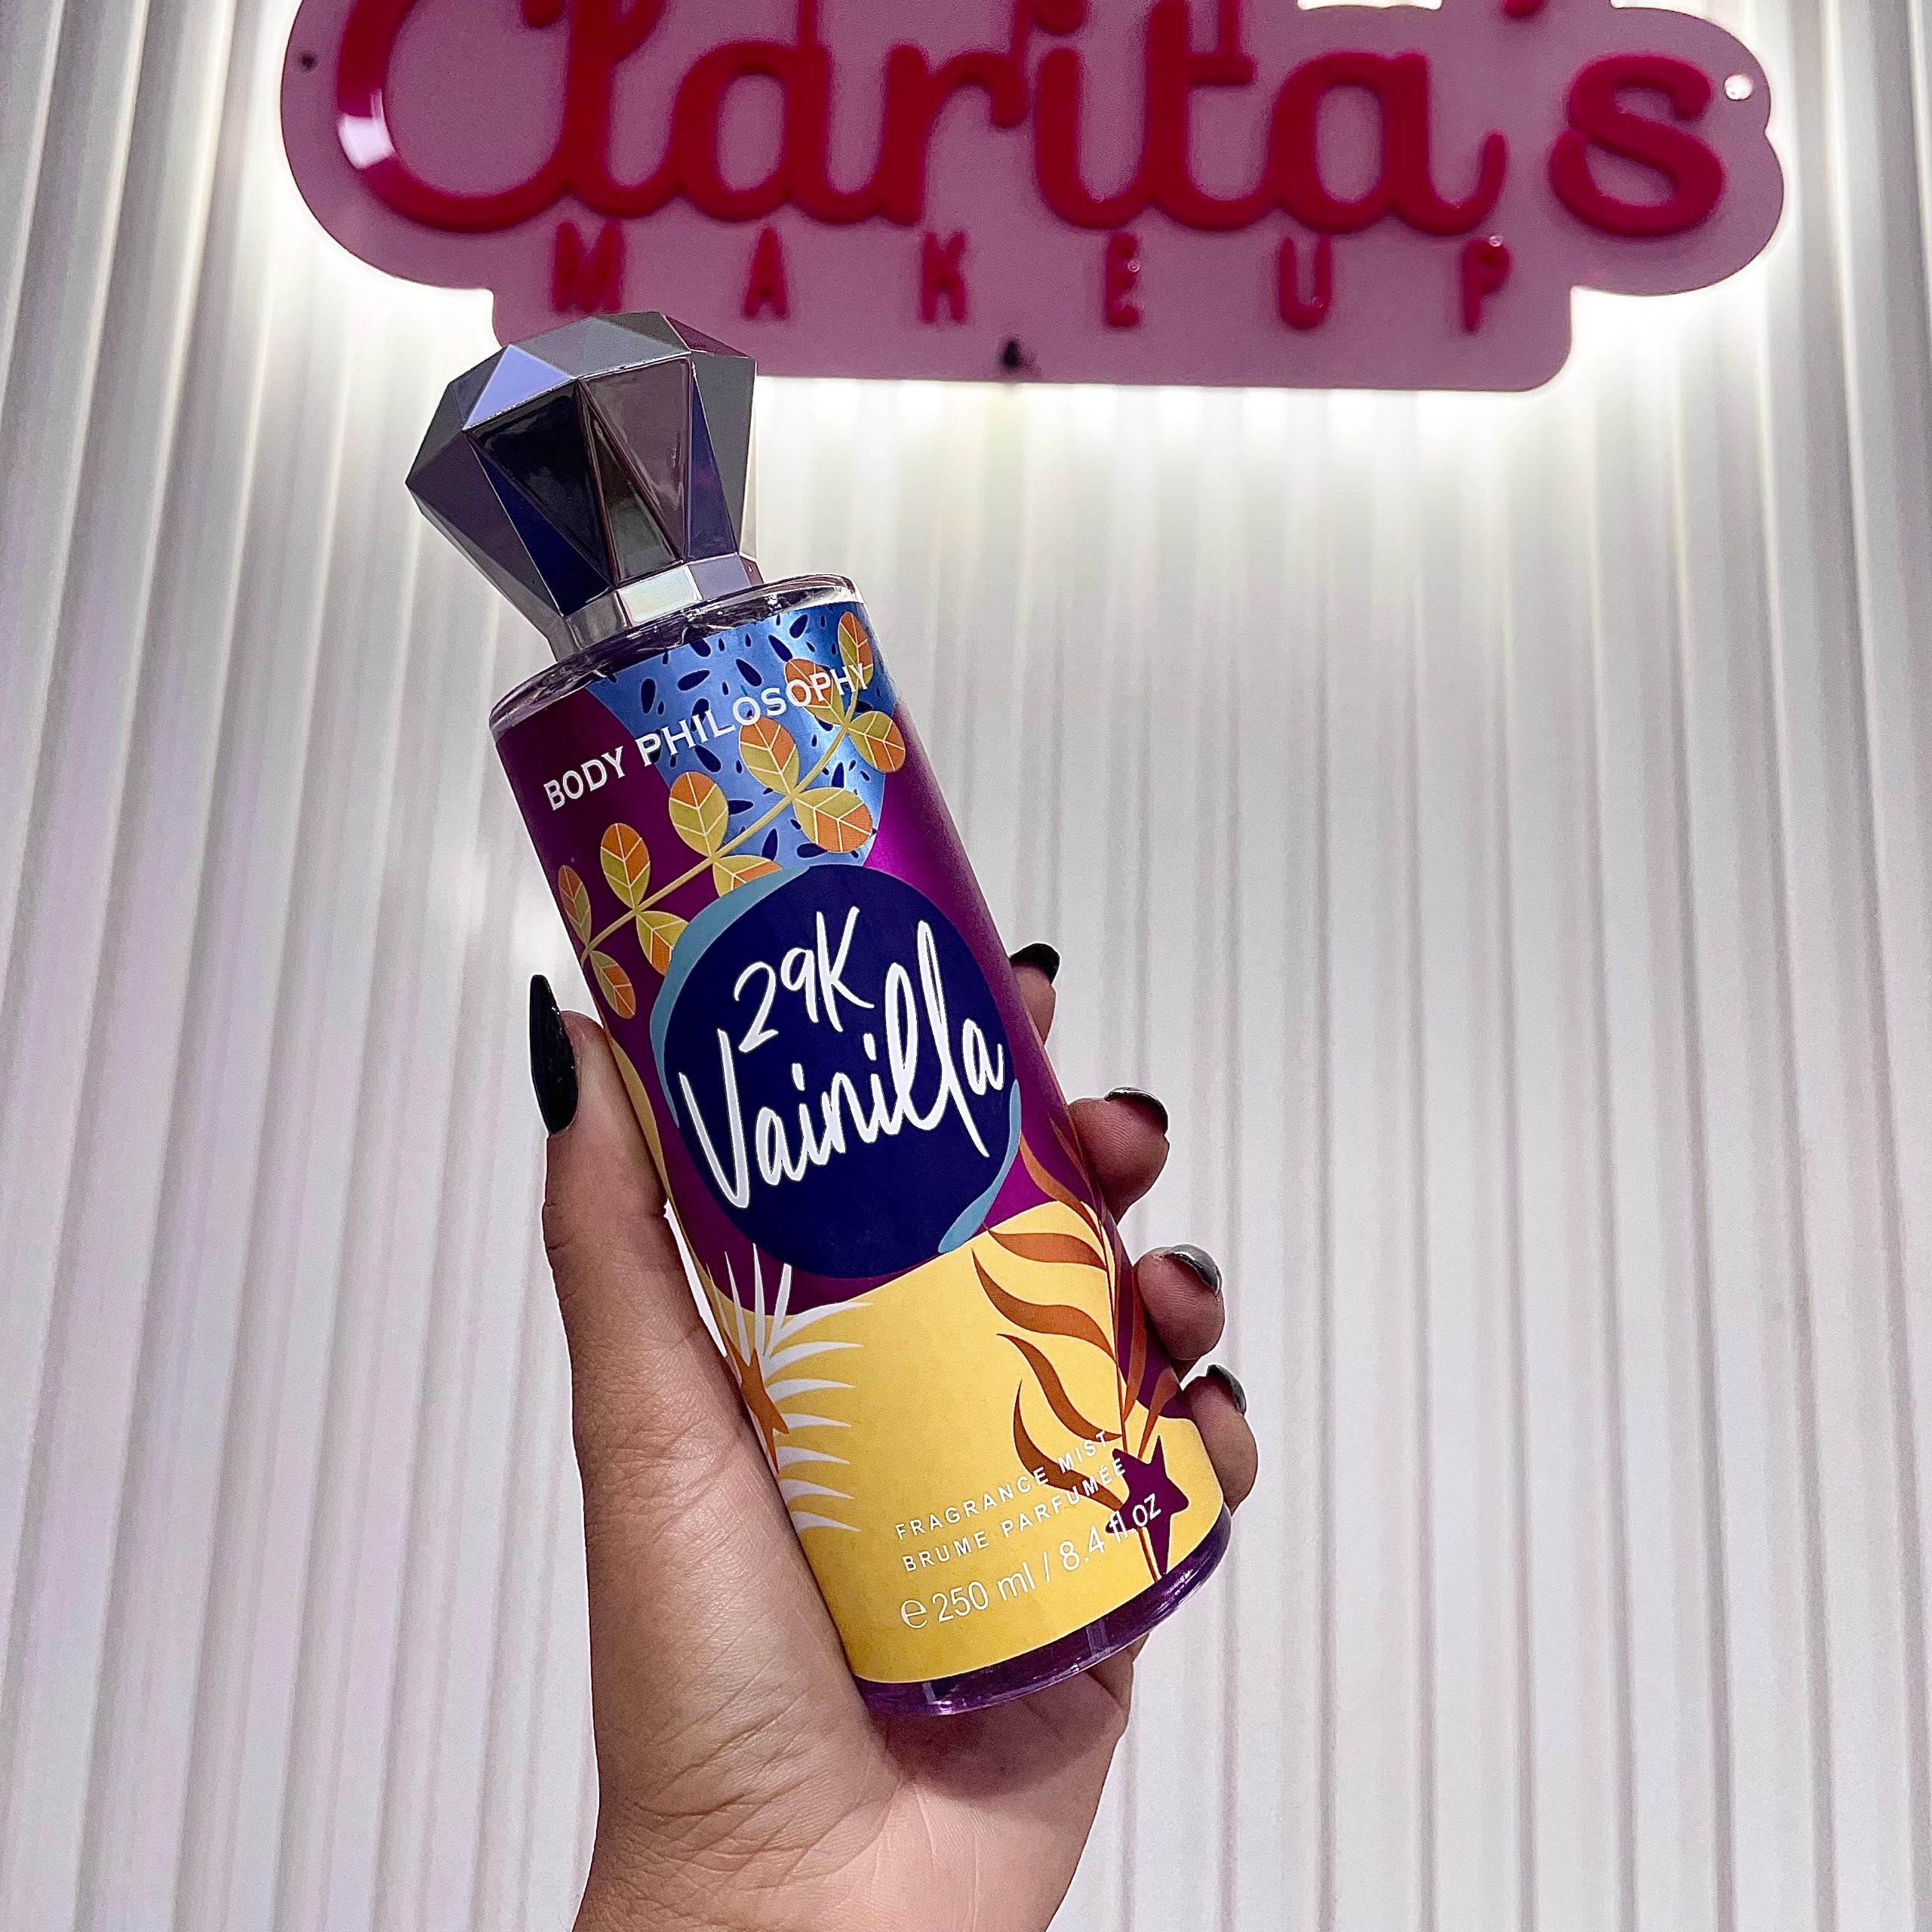 Clarita's
MAKEUP
BODY PHILOSOPHY
29K
Vainilla
FRAGRANCE MIST
BRUME PARFUMÉE
℮ 250 ml / 8.4 fl.oz